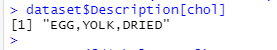 > dataset$Description[chol]
[1] "EGG,YOLK,DRIED"
>